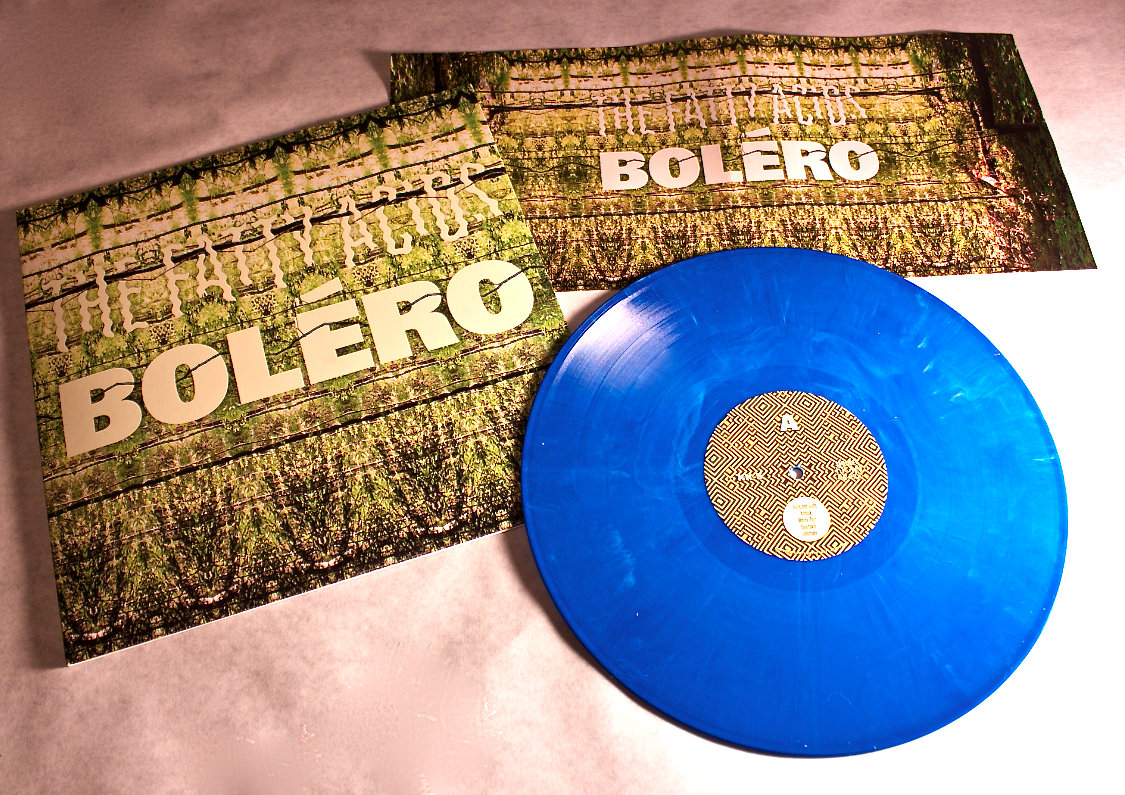 THE FATTY ACIDS
BOLÉRO
THE FATTY ACIDS
BOLÉRO
A